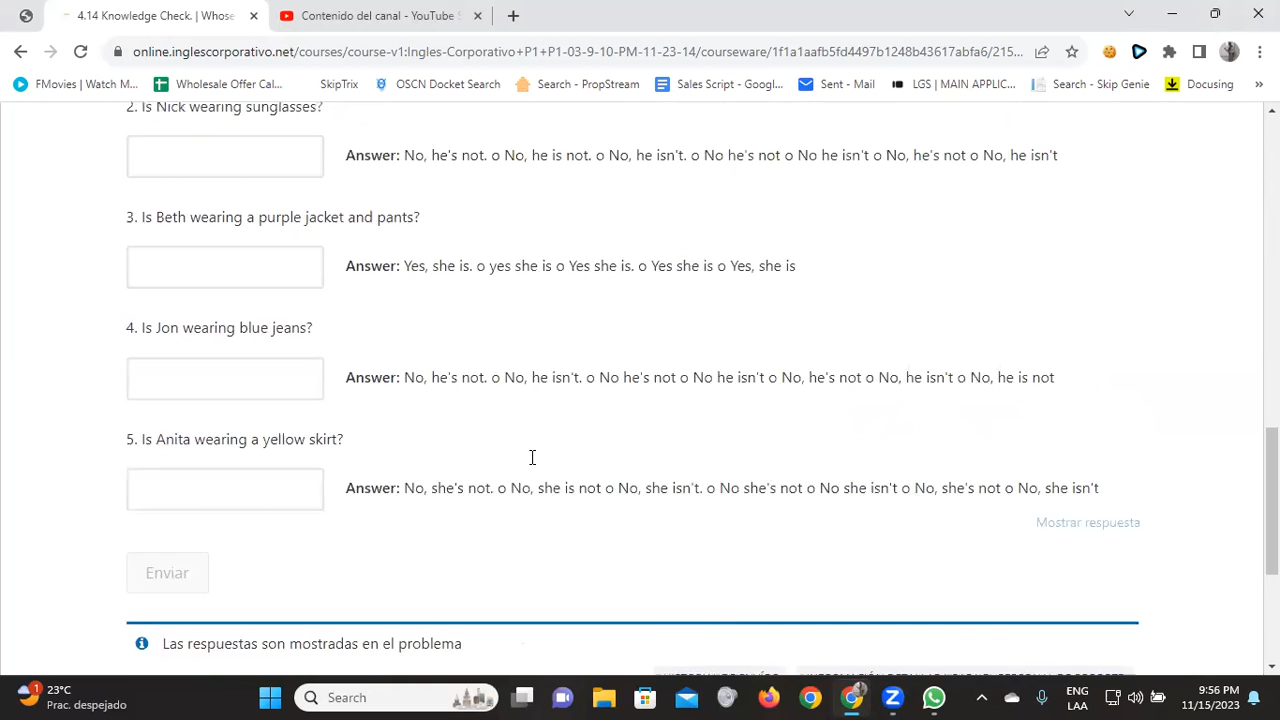 4.14 Knowledge Check. | Whose
Contenido del canal - YouTube S
online.inglescorporativo.net/courses/course-v1:Ingles-Corporativo+P1+P1-03-9-10-PM-11-23-14/courseware/1f1a1aafb5fd4497b1248b43617abfa6/215...
FMovies | Watch M...
Wholesale Offer Cal...
SkipTrix
OSCN Docket Search
Search - PropStream
Sales Script - Googl...
Sent - Mail
LGS | MAIN APPLIC...
Search - Skip Genie
Docusing
»
2. Is Nick wearing sunglasses?
Answer: No, he's not. o No, he is not. o No, he isn't. o No he's not o No he isn't o No, he's not o No, he isn't
3. Is Beth wearing a purple jacket and pants?
Answer: Yes, she is. o yes she is o Yes she is. o Yes she is o Yes, she is
4. Is Jon wearing blue jeans?
Answer: No, he's not. o No, he isn't. o No he's not o No he isn't o No, he's not o No, he isn't o No, he is not
5. Is Anita wearing a yellow skirt?
Answer: No, she's not. o No, she is not o No, she isn't. o No she's not o No she isn't o No, she's not o No, she isn't
Mostrar respuesta
Enviar
Las respuestas son mostradas en el problema
1
23°C
Prac. despejado
Search
ENG
LAA
9:56 PM
11/15/2023